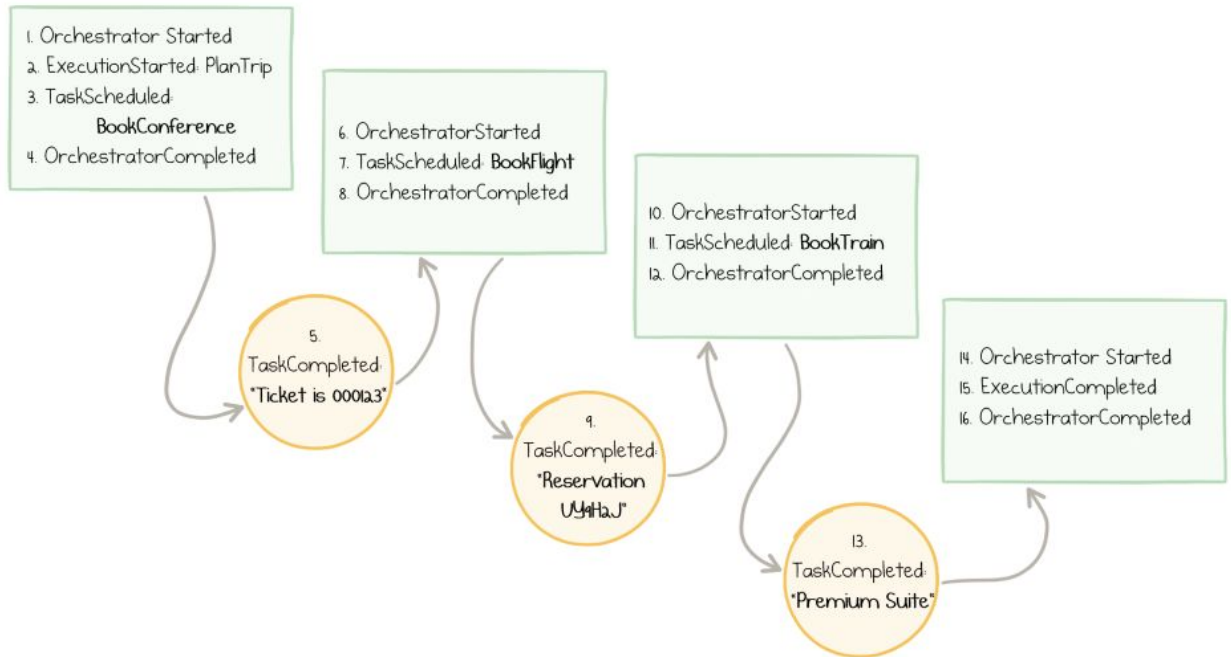 1. Orchestrator Started
2. ExecutionStarted: PlanTrip
3. TaskScheduled:
BookConference
4. OrchestratorCompleted
5.
TaskCompleted:
"Ticket is 000123"
6. OrchestratorStarted
7. TaskScheduled: BookFlight
8. OrchestratorCompleted
9.
TaskCompleted:
"Reservation
UY9H2J"
10. OrchestratorStarted
11. TaskScheduled: BookTrain
12. OrchestratorCompleted
13.
TaskCompleted:
"Premium Suite"
14. Orchestrator Started
15. ExecutionCompleted
16. OrchestratorCompleted